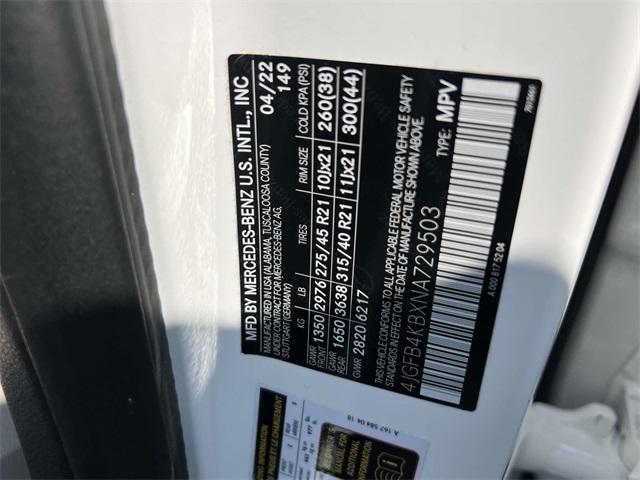 MFD BY MERCEDES-BENZ U.S. INTL., INC
MANUFACTURED IN USA (ALABAMA, TUSCALOOSA COUNTY)
UNDER CONTRACT FOR MERCEDES-BENZ AG.
STUTTGART (GERMANY)
04/22
149
KG LB TIRES RIM SIZE COLD KPA (PSI)
GAWR FRONT 1350 2976 275/45 R21 10Jx21 260(38)
GAWR REAR 1650 3638 315/40 R21 11Jx21 300(44)
GVWR 2820 6217
THIS VEHICLE CONFORMS TO ALL APPLICABLE FEDERAL MOTOR VEHICLE SAFETY
STANDARDS IN EFFECT ON THE DATE OF MANUFACTURE SHOWN ABOVE.
4JGFB4KBXNA729503 TYPE: MPV
A 000 817 52 04
A 167 584 04 18
INFORMATION
ADDITIONAL
INFORMATION